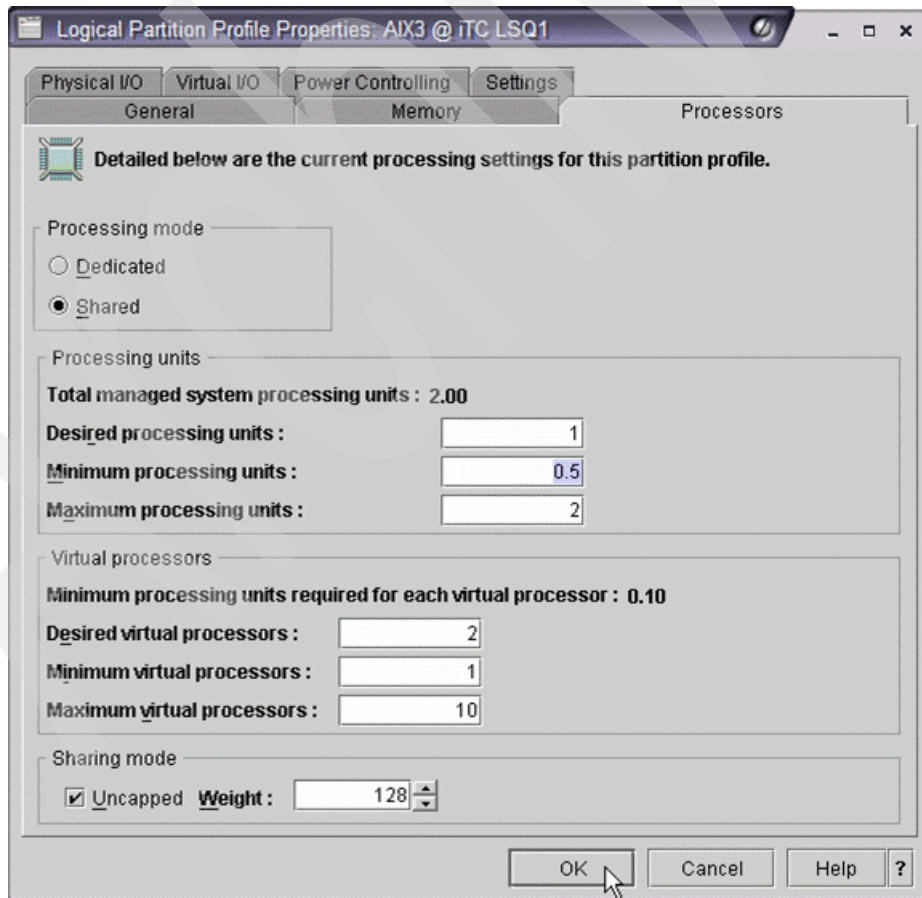 Logical Partition Profile Properties: AIX3 @ iTC LSQ1
Physical I/O Virtual I/O Power Controlling Settings
General Memory Processors
Detailed below are the current processing settings for this partition profile.
Processing mode
Dedicated
Shared
Processing units
Total managed system processing units : 2.00
Desired processing units : 1
Minimum processing units : 0.5
Maximum processing units : 2
Virtual processors
Minimum processing units required for each virtual processor : 0.10
Desired virtual processors : 2
Minimum virtual processors : 1
Maximum virtual processors : 10
Sharing mode
Uncapped Weight : 128
OK Cancel Help ?